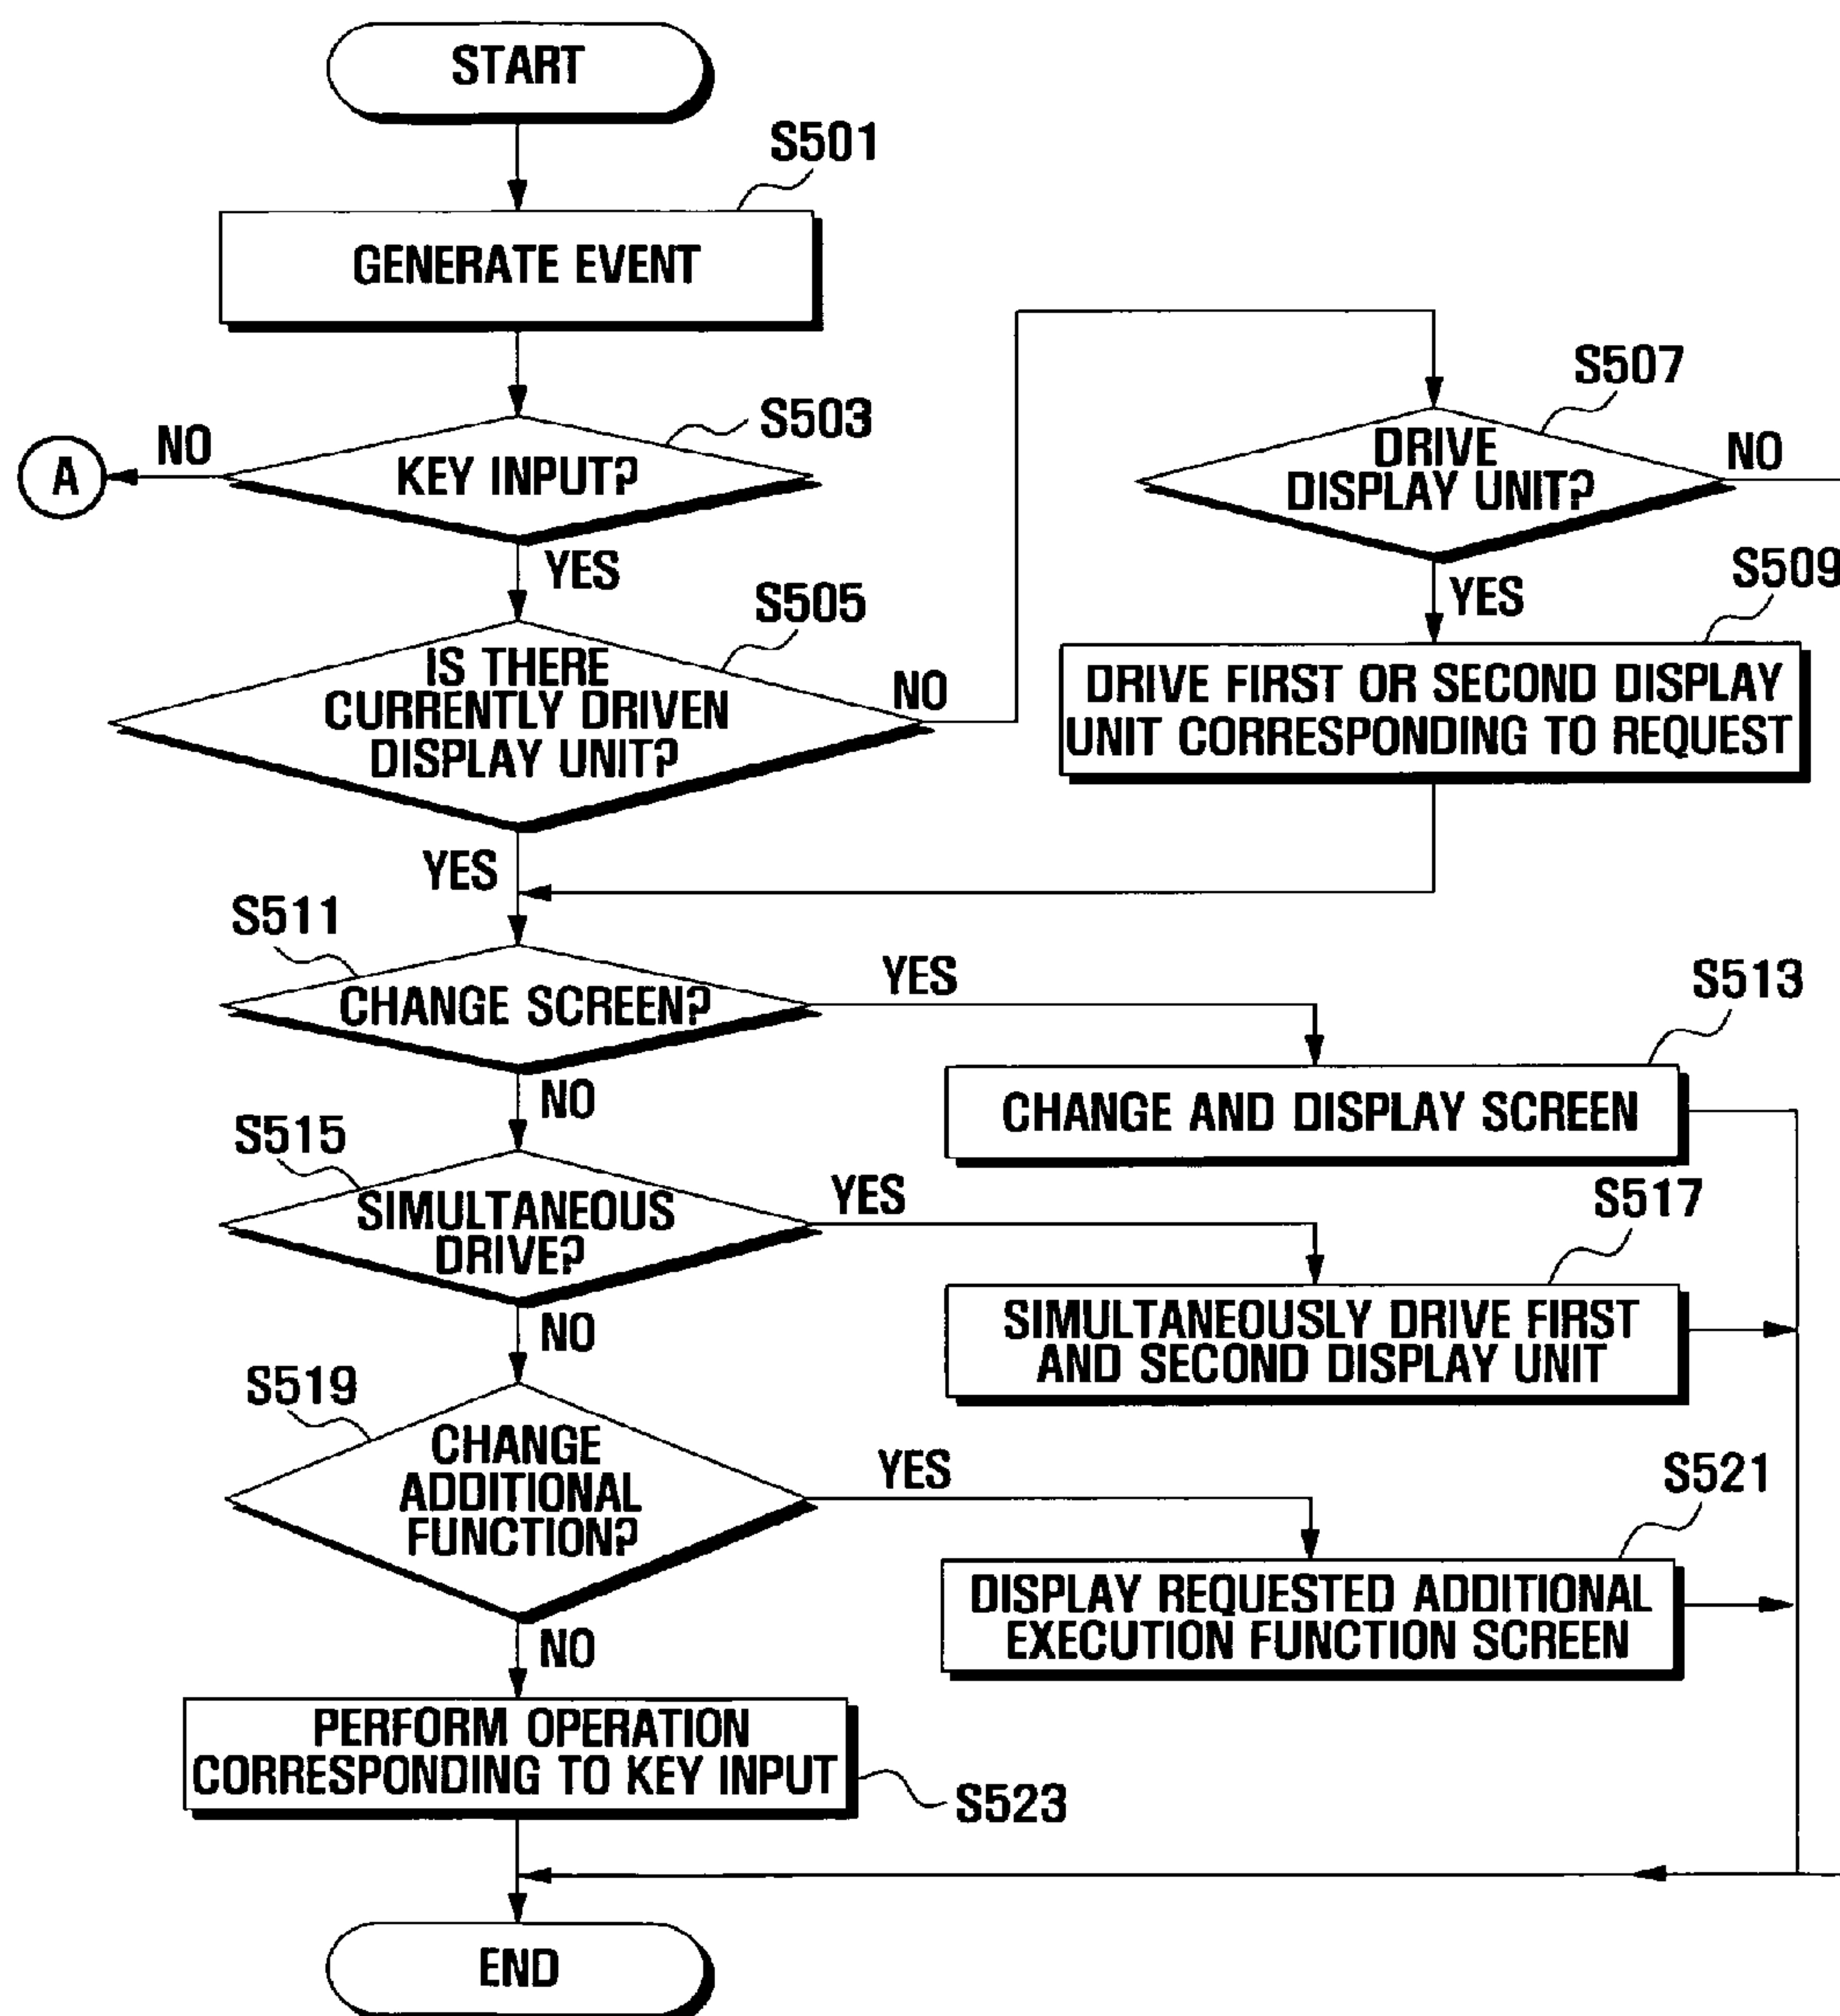 START
S501
GENERATE EVENT
S503
KEY INPUT?
NO
A
YES
S505
IS THERE
CURRENTLY DRIVEN
DISPLAY UNIT?
NO
S507
DRIVE
DISPLAY UNIT?
NO
YES
S509
DRIVE FIRST OR SECOND DISPLAY
UNIT CORRESPONDING TO REQUEST
YES
S511
CHANGE SCREEN?
YES
S513
CHANGE AND DISPLAY SCREEN
NO
S515
SIMULTANEOUS
DRIVE?
YES
S517
SIMULTANEOUSLY DRIVE FIRST
AND SECOND DISPLAY UNIT
NO
S519
CHANGE
ADDITIONAL
FUNCTION?
YES
S521
DISPLAY REQUESTED ADDITIONAL
EXECUTION FUNCTION SCREEN
NO
PERFORM OPERATION
CORRESPONDING TO KEY INPUT
S523
END